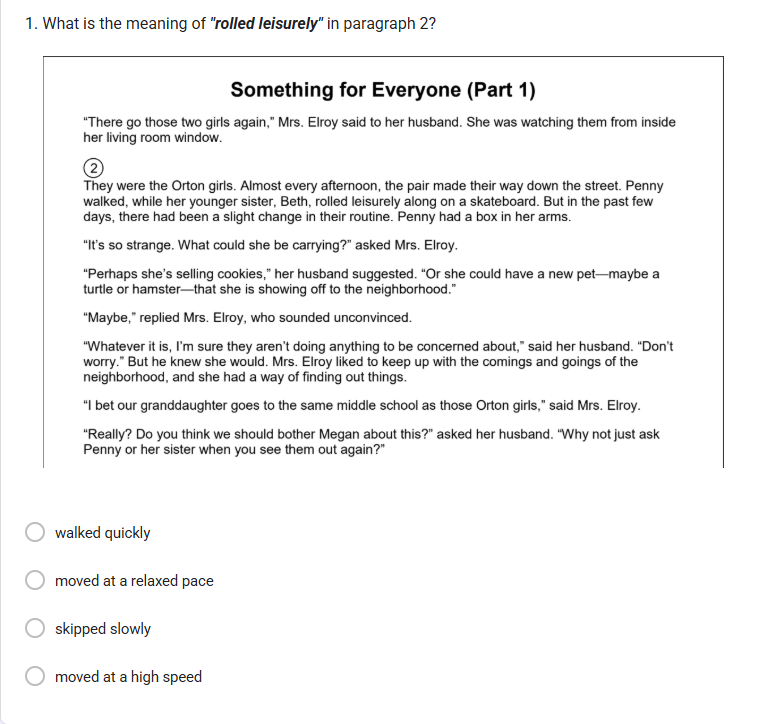 1. What is the meaning of "rolled leisurely" in paragraph 2?
Something for Everyone (Part 1)
“There go those two girls again,” Mrs. Elroy said to her husband. She was watching them from inside
her living room window.
2
They were the Orton girls. Almost every afternoon, the pair made their way down the street. Penny
walked, while her younger sister, Beth, rolled leisurely along on a skateboard. But in the past few
days, there had been a slight change in their routine. Penny had a box in her arms.
“It’s so strange. What could she be carrying?” asked Mrs. Elroy.
“Perhaps she’s selling cookies,” her husband suggested. “Or she could have a new pet—maybe a
turtle or hamster—that she is showing off to the neighborhood.”
“Maybe,” replied Mrs. Elroy, who sounded unconvinced.
“Whatever it is, I’m sure they aren’t doing anything to be concerned about,” said her husband. “Don’t
worry.” But he knew she would. Mrs. Elroy liked to keep up with the comings and goings of the
neighborhood, and she had a way of finding out things.
“I bet our granddaughter goes to the same middle school as those Orton girls,” said Mrs. Elroy.
“Really? Do you think we should bother Megan about this?” asked her husband. “Why not just ask
Penny or her sister when you see them out again?”
walked quickly
moved at a relaxed pace
skipped slowly
moved at a high speed